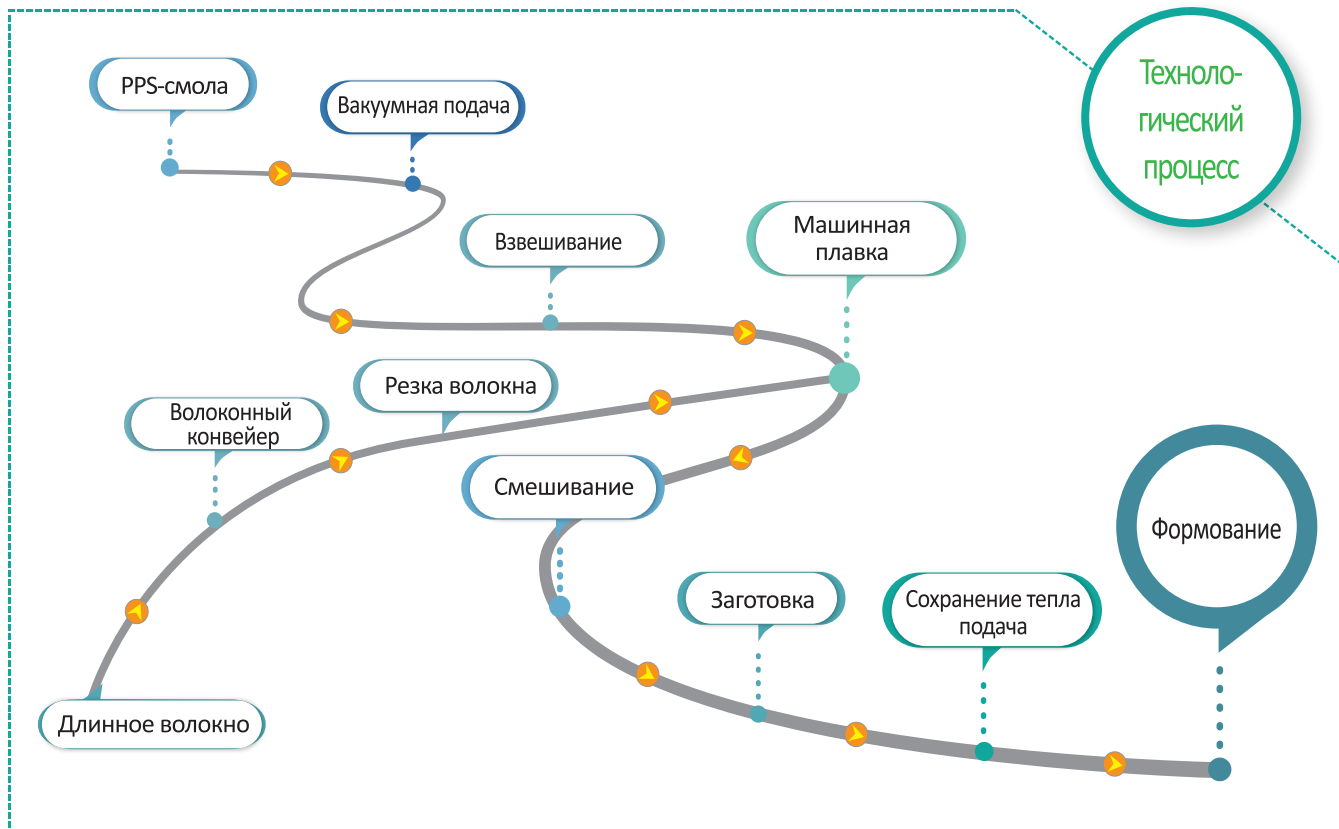 Техноло-
гический
процесс
PPS-смола
Вакуумная подача
Взвешивание
Машинная
плавка
Резка волокна
Волоконный
конвейер
Длинное волокно
Смешивание
Заготовка
Сохранение тепла
подача
Формование